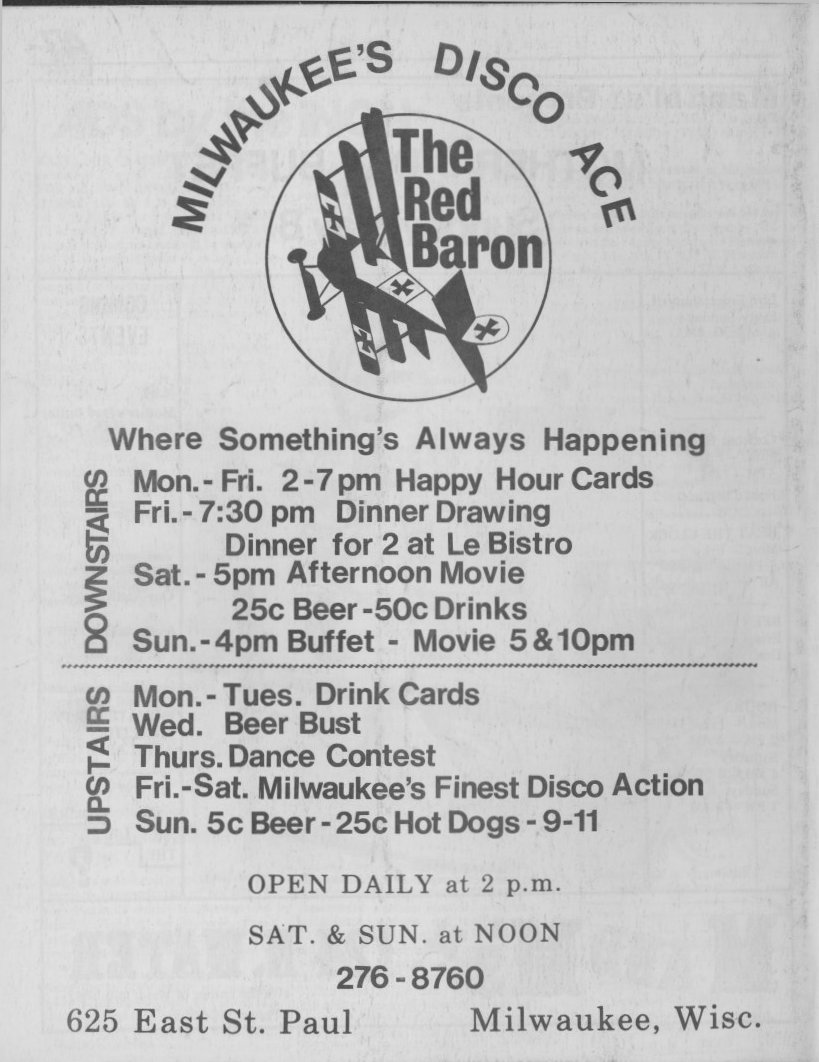 MILWAUKEE'S DISCO ACE
The
Red
Baron
Where Something's Always Happening
DOWNSTAIRS
Mon. - Fri. 2 - 7 pm Happy Hour Cards
Fri. - 7:30 pm Dinner Drawing
Dinner for 2 at Le Bistro
Sat. - 5pm Afternoon Movie
25c Beer - 50c Drinks
Sun. - 4pm Buffet - Movie 5 & 10pm
UPSTAIRS
Mon. - Tues. Drink Cards
Wed. Beer Bust
Thurs. Dance Contest
Fri.-Sat. Milwaukee's Finest Disco Action
Sun. 5c Beer - 25c Hot Dogs - 9-11
OPEN DAILY at 2 p.m.
SAT. & SUN. at NOON
276 - 8760
625 East St. Paul Milwaukee, Wisc.